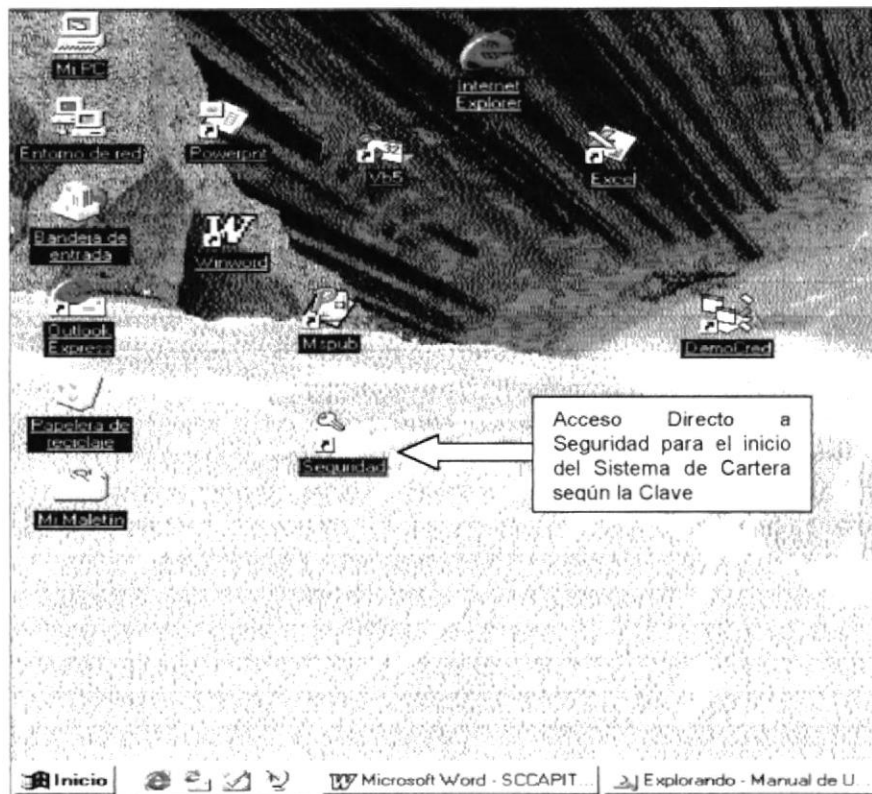 Mi PC
Internet
Explorer
Entorno de red
Powerpnt
Vb5
Excel
Bandeja de
entrada
Winword
Outlook
Express
Mspub
DemoCred
Papelera de
reciclaje
Seguridad
Acceso Directo a
Seguridad para el inicio
del Sistema de Cartera
según la Clave
Mi Maletín
Inicio
Microsoft Word - SCCAPIT...
Explorando - Manual de U...